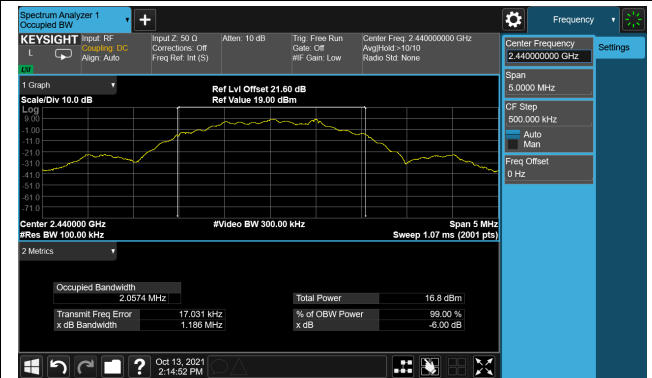 Spectrum Analyzer 1
Occupied BW
Frequency
KEYSIGHT
L
LXI
Input: RF
Coupling: DC
Align: Auto
Input Z: 50 Ω
Corrections: Off
Freq Ref: Int (S)
Atten: 10 dB
Trig: Free Run
Gate: Off
#IF Gain: Low
Center Freq: 2.440000000 GHz
Avg|Hold:>10/10
Radio Std: None
Center Frequency
2.440000000 GHz
Settings
Span
5.0000 MHz
CF Step
500.000 kHz
Auto
Man
Freq Offset
0 Hz
1 Graph
Scale/Div 10.0 dB
Ref Lvl Offset 21.60 dB
Ref Value 19.00 dBm
Log
9.00
-1.00
-11.0
-21.0
-31.0
-41.0
-51.0
-61.0
-71.0
Center 2.440000 GHz
#Res BW 100.00 kHz
#Video BW 300.00 kHz
Span 5 MHz
Sweep 1.07 ms (2001 pts)
2 Metrics
Occupied Bandwidth
2.0574 MHz
Total Power 16.8 dBm
Transmit Freq Error 17.031 kHz
% of OBW Power 99.00 %
x dB Bandwidth 1.186 MHz
x dB -6.00 dB
?
Oct 13, 2021
2:14:52 PM